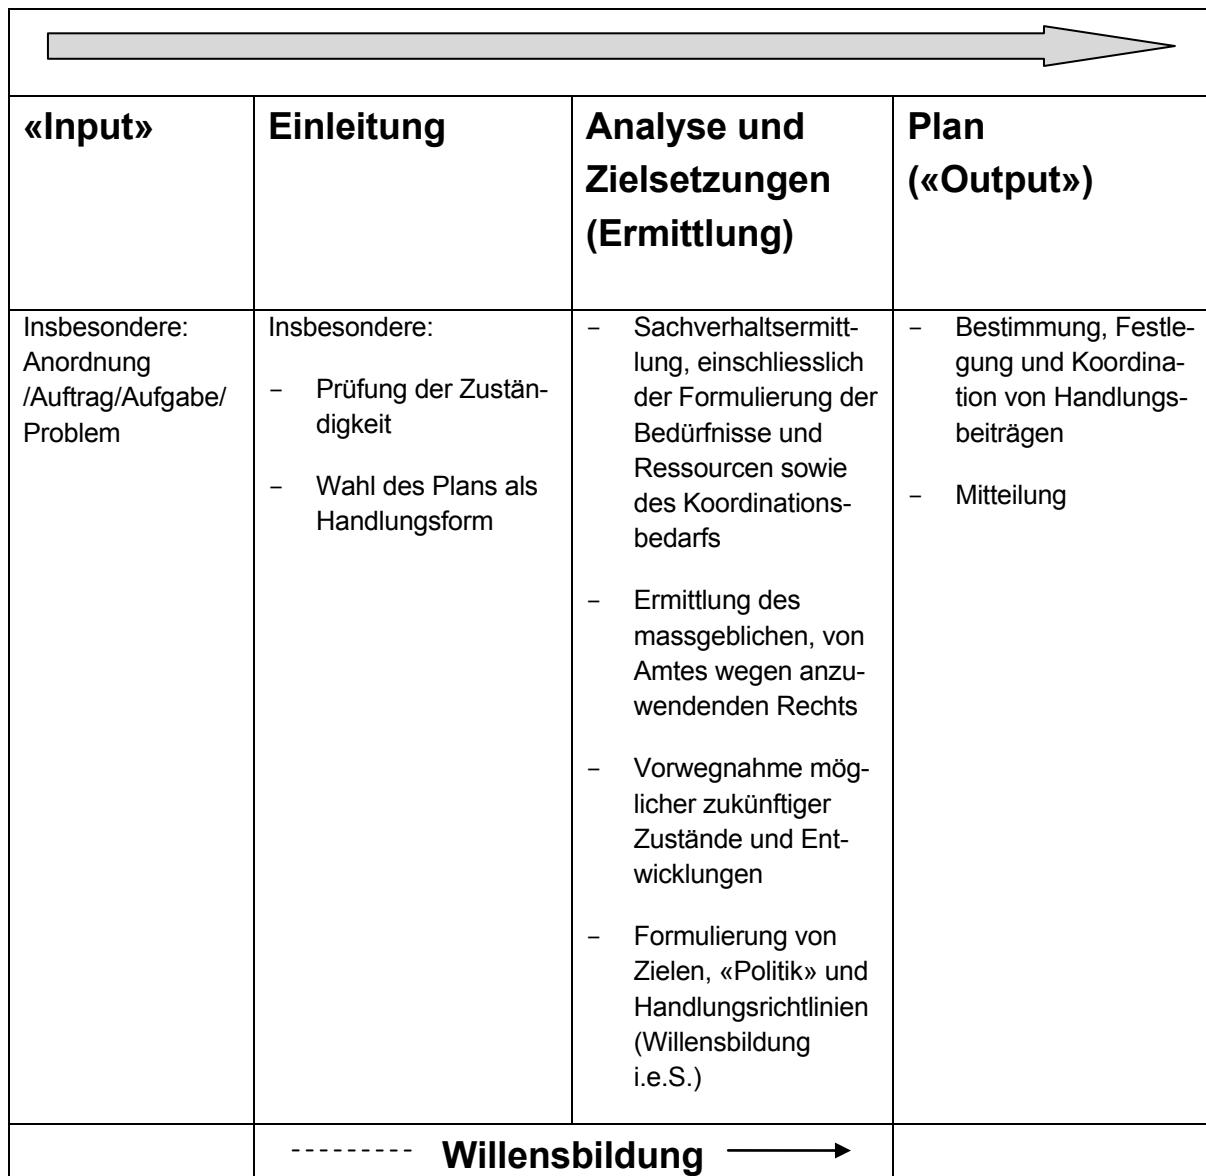 «Input»
Einleitung
Analyse und
Zielsetzungen
(Ermittlung)
Plan
(«Output»)
Insbesondere:
Anordnung
/Auftrag/Aufgabe/
Problem
Insbesondere:
– Prüfung der Zustän-
digkeit
– Wahl des Plans als
Handlungsform
– Sachverhaltsermitt-
lung, einschliesslich
der Formulierung der
Bedürfnisse und
Ressourcen sowie
des Koordinations-
bedarfs
– Ermittlung des
massgeblichen, von
Amtes wegen anzu-
wendenden Rechts
– Vorwegnahme mög-
licher zukünftiger
Zustände und Ent-
wicklungen
– Formulierung von
Zielen, «Politik» und
Handlungsrichtlinien
(Willensbildung
i.e.S.)
– Bestimmung, Festle-
gung und Koordina-
tion von Handlungs-
beiträgen
– Mitteilung
Willensbildung